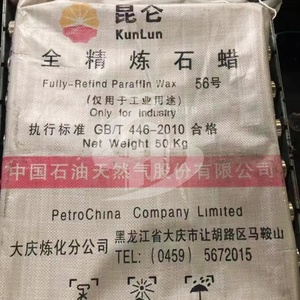 昆仑
KunLun
全精炼石蜡
Fully-Refind Paraffin Wax 56号
(仅用于工业用途)
Only for industry
执行标准 GB/T 446-2010 合格
Net Weight 50 Kg
中国石油天然气股份有限公司
PetroChina Company Limited
大庆炼化分公司
黑龙江省大庆市让胡路区马鞍山
TEL: (0459) 5672015